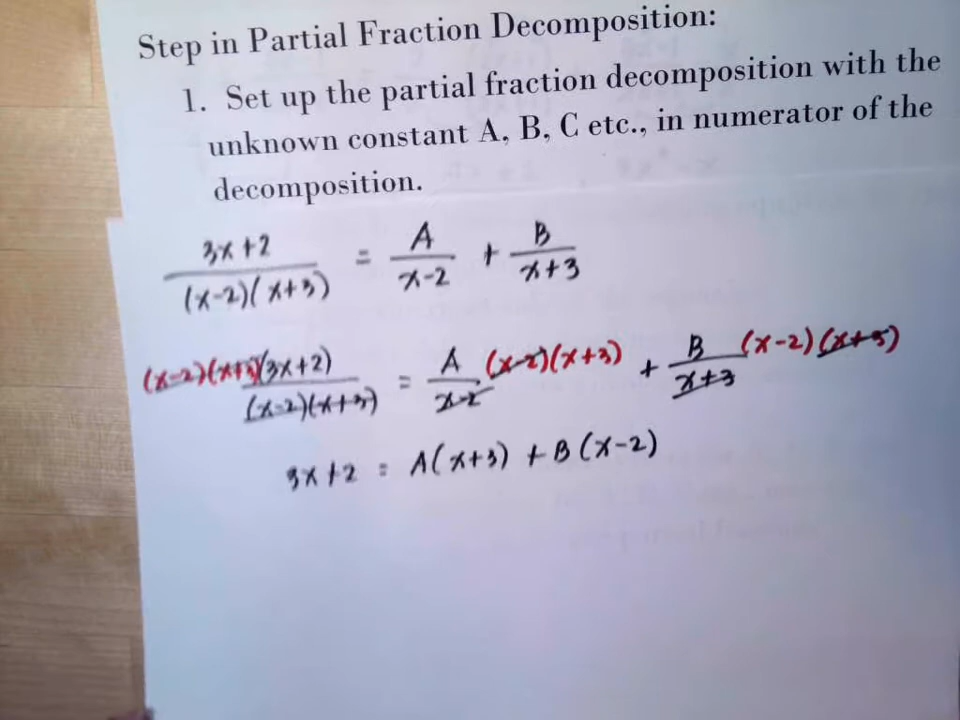 Step in Partial Fraction Decomposition:
1. Set up the partial fraction decomposition with the
unknown constant A, B, C etc., in numerator of the
decomposition.
3x+2 / (x-2)(x+3) = A / x-2 + B / x+3
(x-2)(x+3)(3x+2) / (x-2)(x+3) = A / x-2 (x-2)(x+3) + B / x+3 (x-2)(x+3)
3x+2 = A(x+3) + B(x-2)